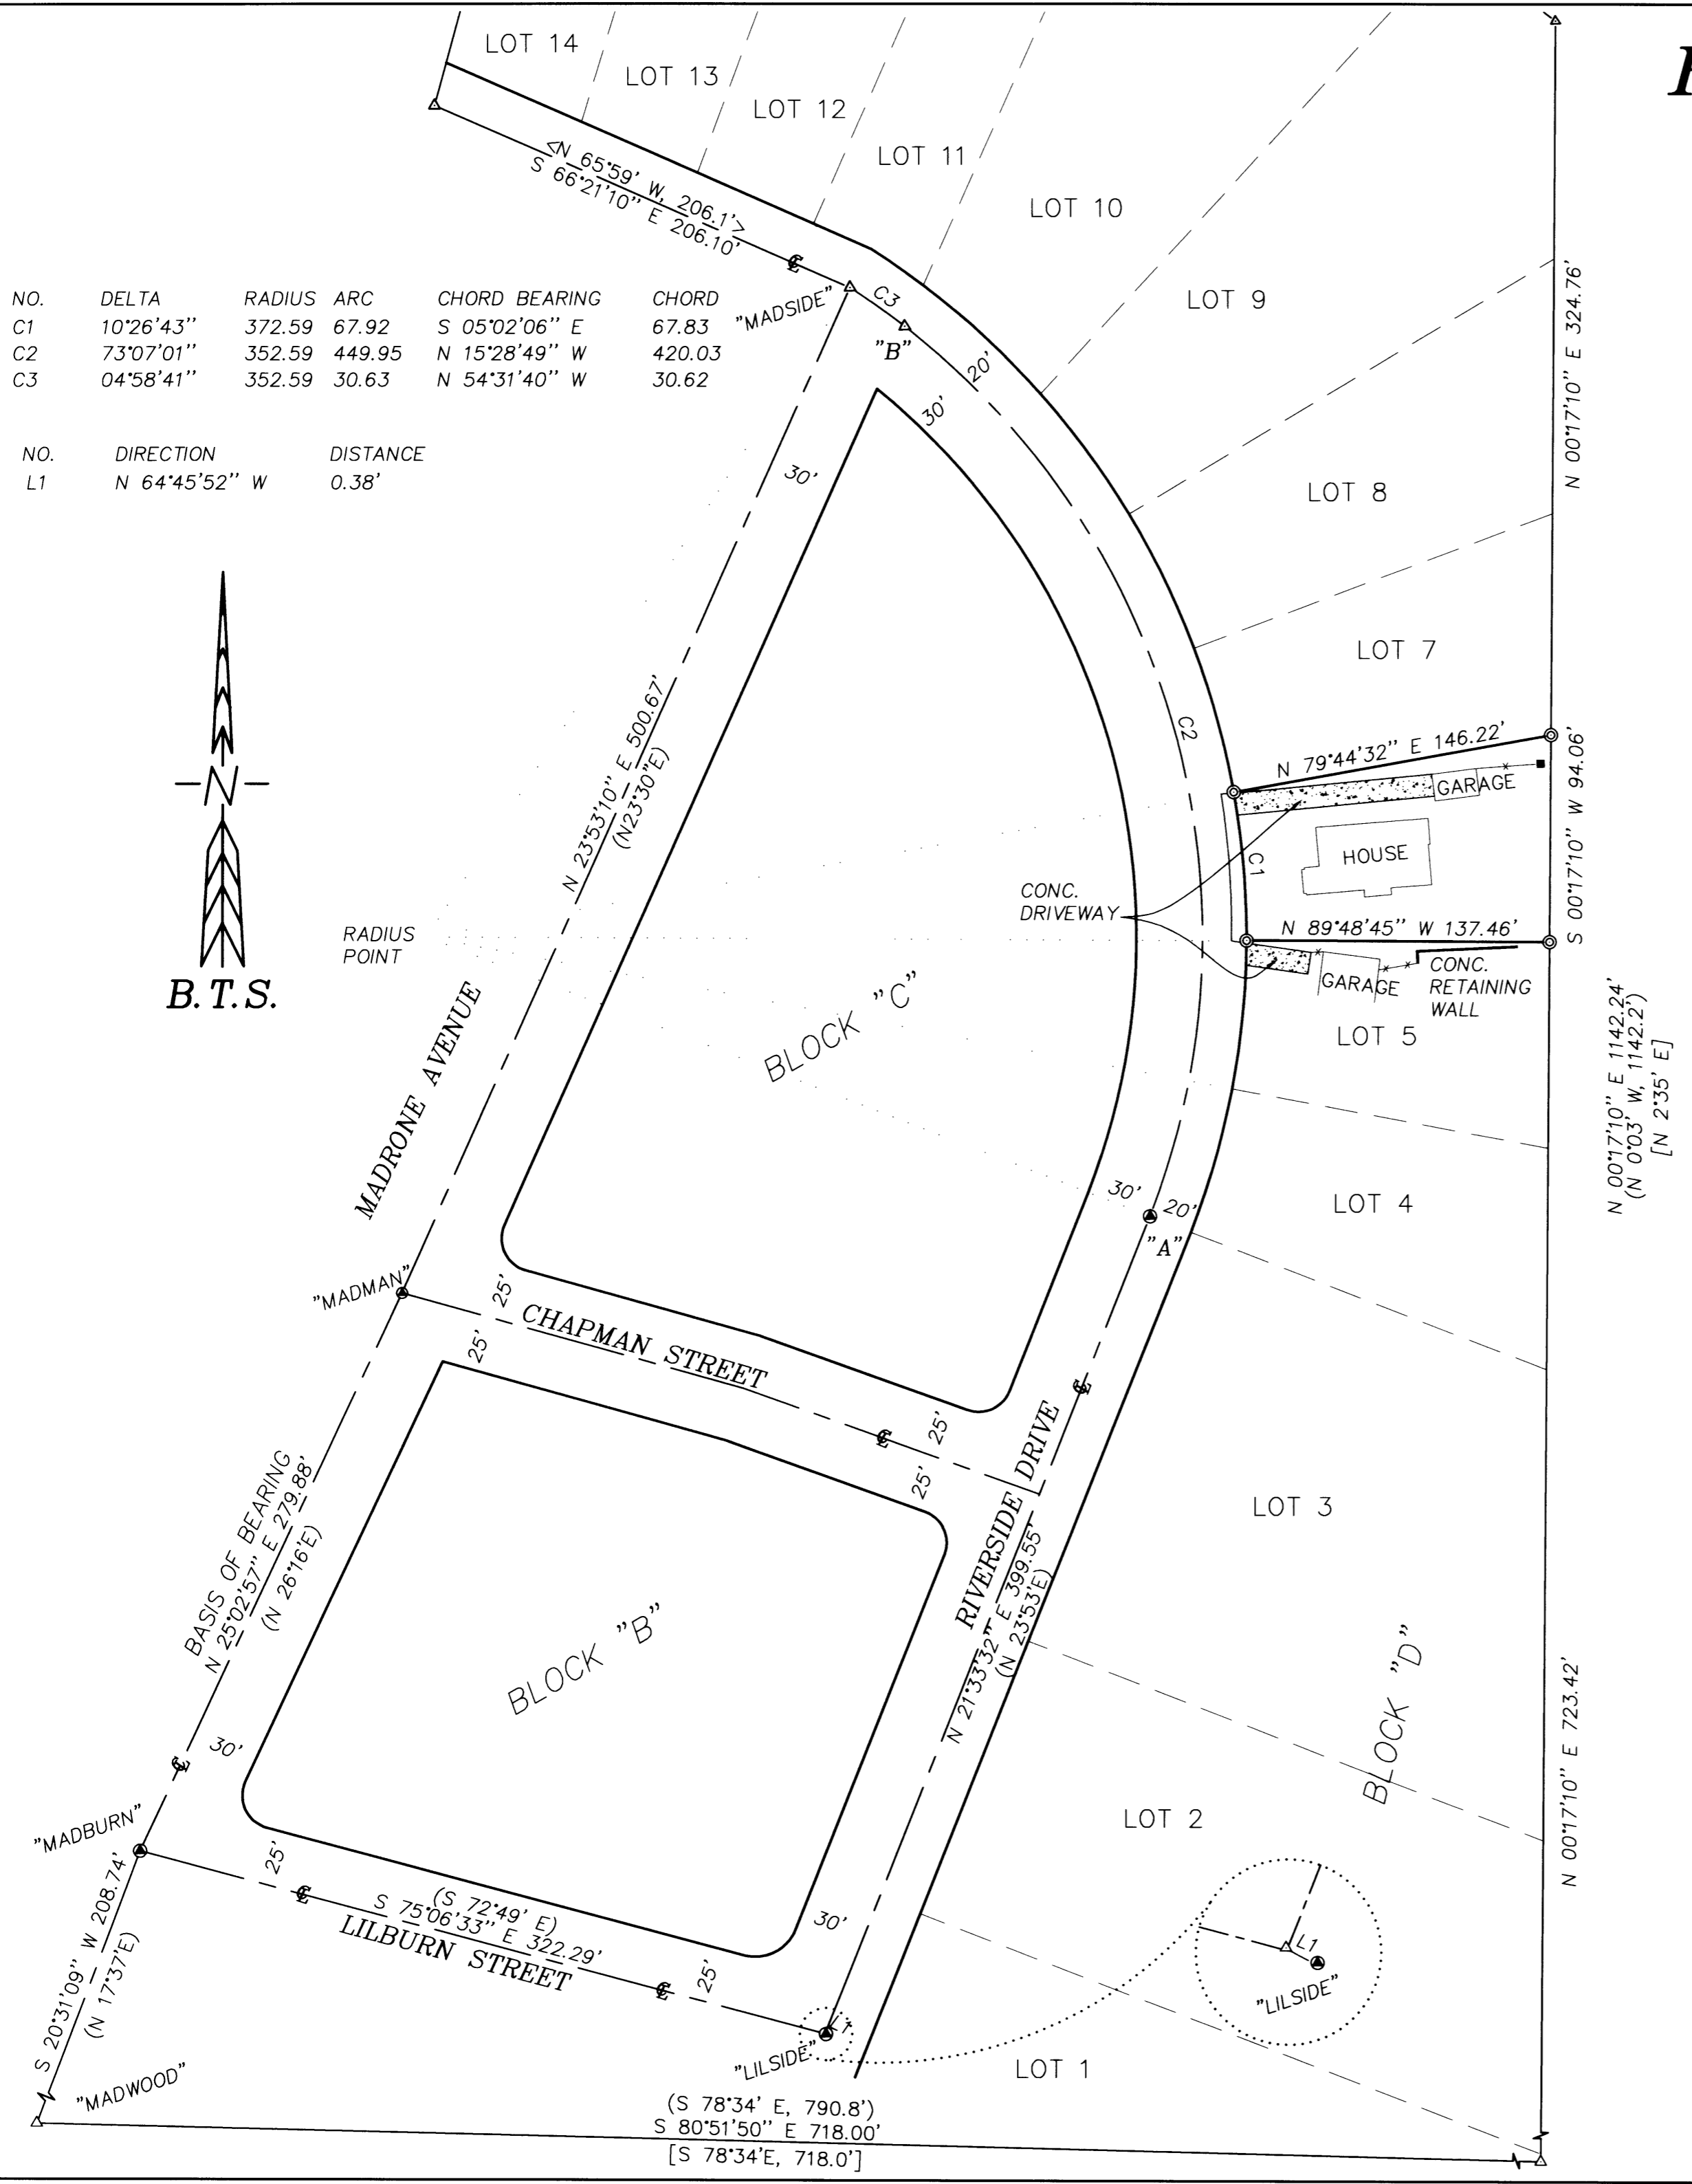 LOT 14
LOT 13
LOT 12
LOT 11
LOT 10
LOT 9
LOT 8
LOT 7
<N 65°59' W, 206.1'>
S 66°21'10" E 206.10'
"MADSIDE"
C3
"B"
20'
30'
30'
N 00°17'10" E 324.76'
NO. DELTA RADIUS ARC CHORD BEARING CHORD
C1 10°26'43" 372.59 67.92 S 05°02'06" E 67.83
C2 73°07'01" 352.59 449.95 N 15°28'49" W 420.03
C3 04°58'41" 352.59 30.63 N 54°31'40" W 30.62
NO. DIRECTION DISTANCE
L1 N 64°45'52" W 0.38'
N
B.T.S.
N 23°53'10" E 500.67'
(N23°30"E)
RADIUS
POINT
MADRONE AVENUE
BLOCK "C"
C2
N 79°44'32" E 146.22'
GARAGE
HOUSE
C1
CONC.
DRIVEWAY
N 89°48'45" W 137.46'
S 00°17'10" W 94.06'
GARAGE
CONC.
RETAINING
WALL
LOT 5
N 00°17'10" E 1142.24'
(N 0°03' W, 1142.2')
[N 2°35' E]
LOT 4
30'
20'
"A"
"MADMAN"
25'
25'
CHAPMAN STREET
25'
25'
RIVERSIDE DRIVE
N 21°33'32" E 399.55'
(N 23°53'E)
LOT 3
BASIS OF BEARING
N 25°02'57" E 279.88'
(N 26°16'E)
BLOCK "B"
BLOCK "D"
N 00°17'10" E 723.42'
30'
"MADBURN"
LOT 2
25'
(S 72°49' E)
S 75°06'33" E 322.29'
LILBURN STREET
25'
30'
S 20°31'09" W 208.74'
(N 17°37'E)
L1
"LILSIDE"
L1
"LILSIDE"
LOT 1
"MADWOOD"
(S 78°34' E, 790.8')
S 80°51'50" E 718.00'
[S 78°34'E, 718.0']